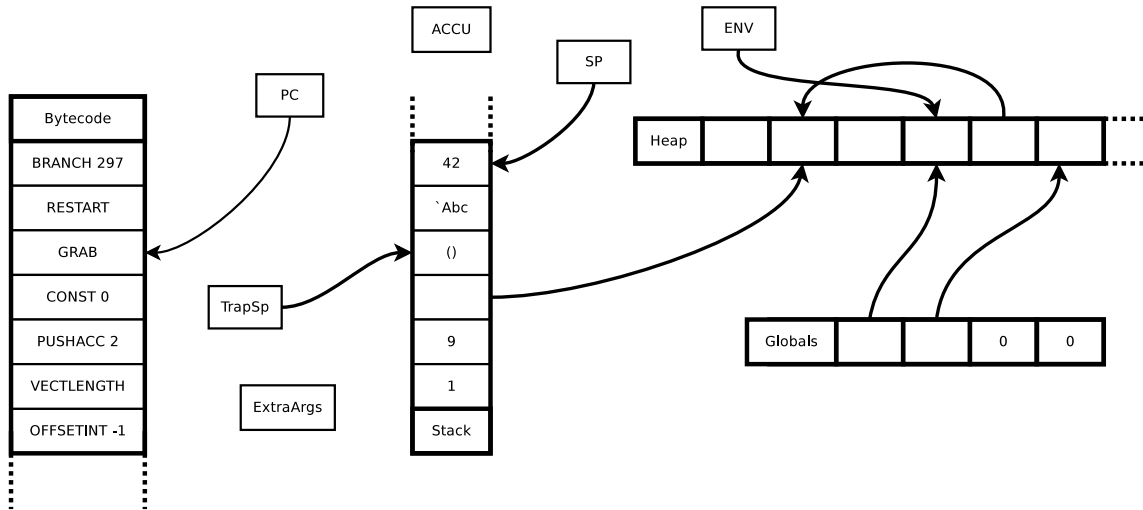 ACCU
ENV
SP
PC
Bytecode
BRANCH 297
RESTART
GRAB
CONST 0
PUSHACC 2
VECTLENGTH
OFFSETINT -1
TrapSp
ExtraArgs
42
`Abc
()
9
1
Stack
Heap
Globals
0
0